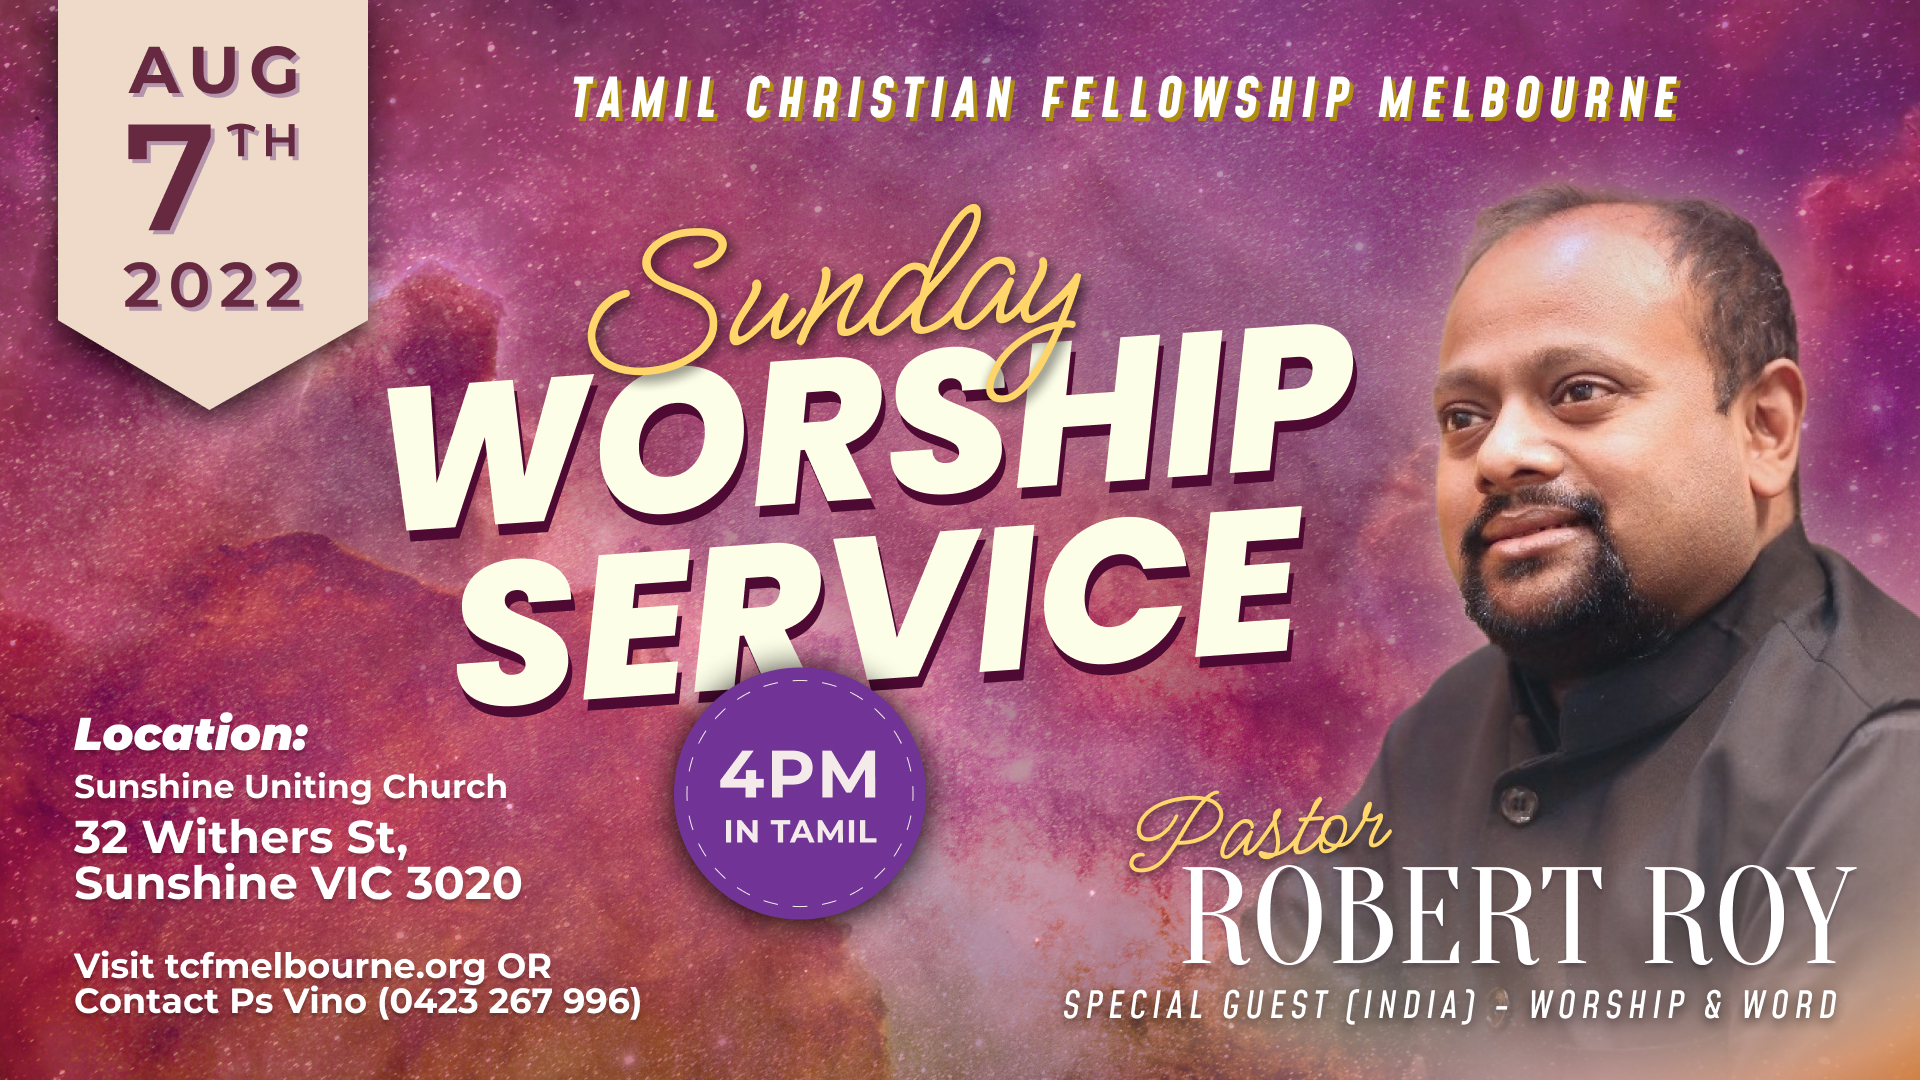 AUG
7TH
2022
TAMIL CHRISTIAN FELLOWSHIP MELBOURNE
Sunday
WORSHIP
SERVICE
4PM
IN TAMIL
Location:
Sunshine Uniting Church
32 Withers St,
Sunshine VIC 3020
Visit tcfmelbourne.org OR
Contact Ps Vino (0423 267 996)
Pastor
ROBERT ROY
SPECIAL GUEST (INDIA) - WORSHIP & WORD